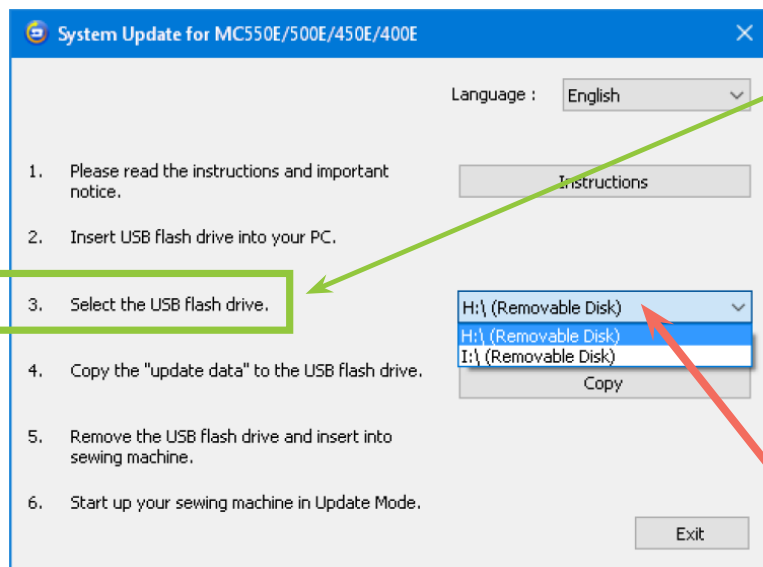 System Update for MC550E/500E/450E/400E
Language : English
1. Please read the instructions and important
notice.
Instructions
2. Insert USB flash drive into your PC.
3. Select the USB flash drive.
H:\ (Removable Disk)
H:\ (Removable Disk)
I:\ (Removable Disk)
4. Copy the "update data" to the USB flash drive.
Copy
5. Remove the USB flash drive and insert into
sewing machine.
6. Start up your sewing machine in Update Mode.
Exit